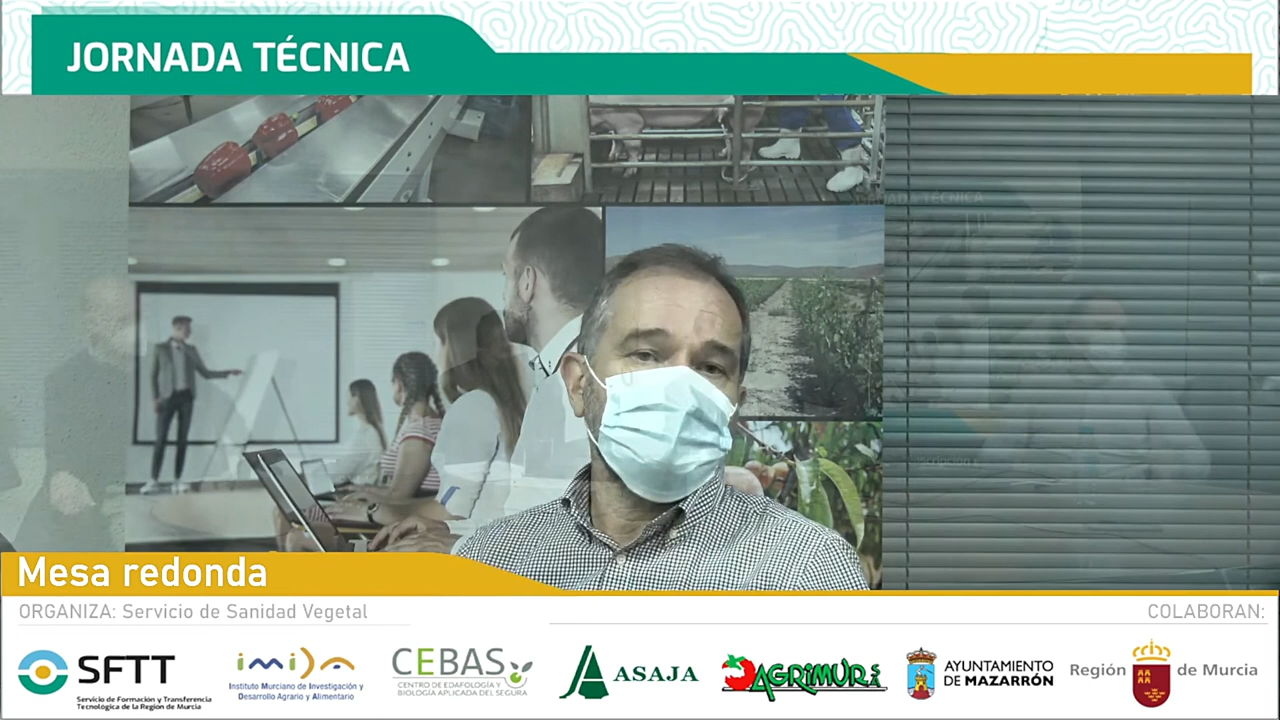 JORNADA TÉCNICA
JORNADA TÉCNICA
Mesa redonda
ORGANIZA: Servicio de Sanidad Vegetal
COLABORAN:
SFTT
Servicio de Formación y Transferencia
Tecnológica de la Región de Murcia
imida
Instituto Murciano de Investigación y
Desarrollo Agrario y Alimentario
CEBAS
CENTRO DE EDAFOLOGÍA Y
BIOLOGÍA APLICADA DEL SEGURA
ASAJA
AGRIMUR S.L.
AYUNTAMIENTO
DE MAZARRÓN
Región de Murcia